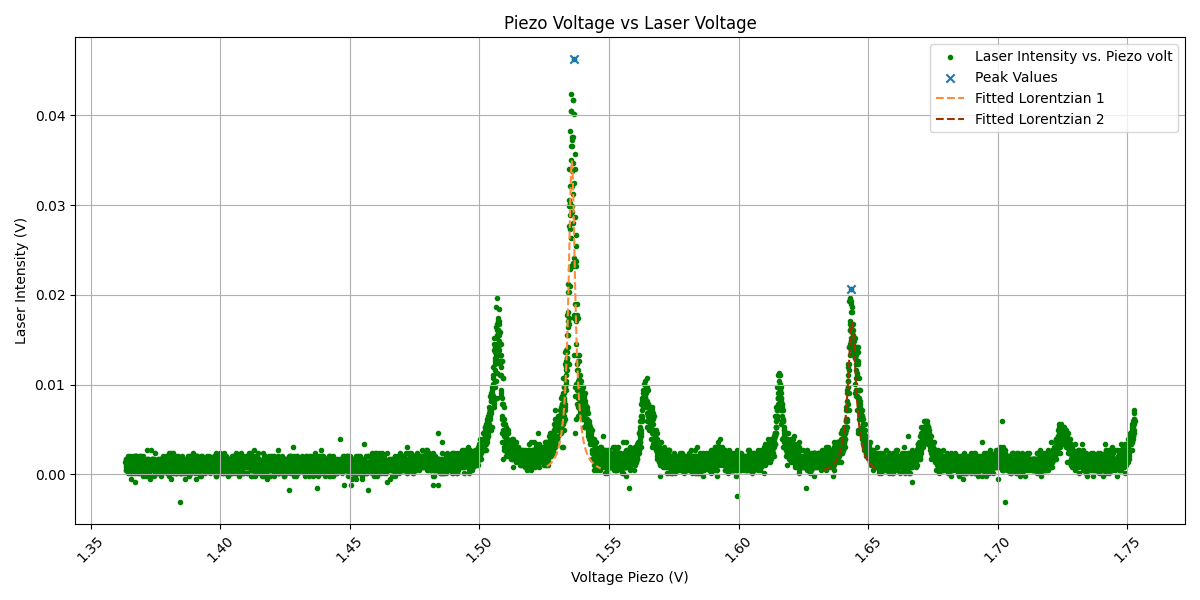 Piezo Voltage vs Laser Voltage
Laser Intensity vs. Piezo volt
Peak Values
Fitted Lorentzian 1
Fitted Lorentzian 2
Laser Intensity (V)
0.04
0.03
0.02
0.01
0.00
1.35 1.40 1.45 1.50 1.55 1.60 1.65 1.70 1.75
Voltage Piezo (V)